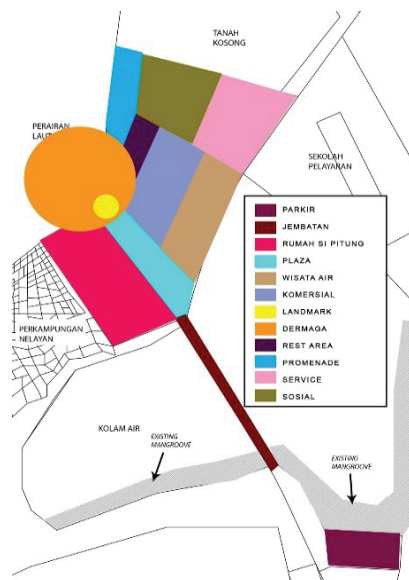 TANAH
KOSONG
PERAIRAN
LAUT
SEKOLAH
PELAYARAN
PARKIR
JEMBATAN
RUMAH SI PITUNG
PLAZA
WISATA AIR
KOMERSIAL
LANDMARK
DERMAGA
REST AREA
PROMENADE
SERVICE
SOSIAL
PERKAMPUNGAN
NELAYAN
KOLAM AIR
EXISTING
MANGROOVE
EXISTING
MANGROOVE